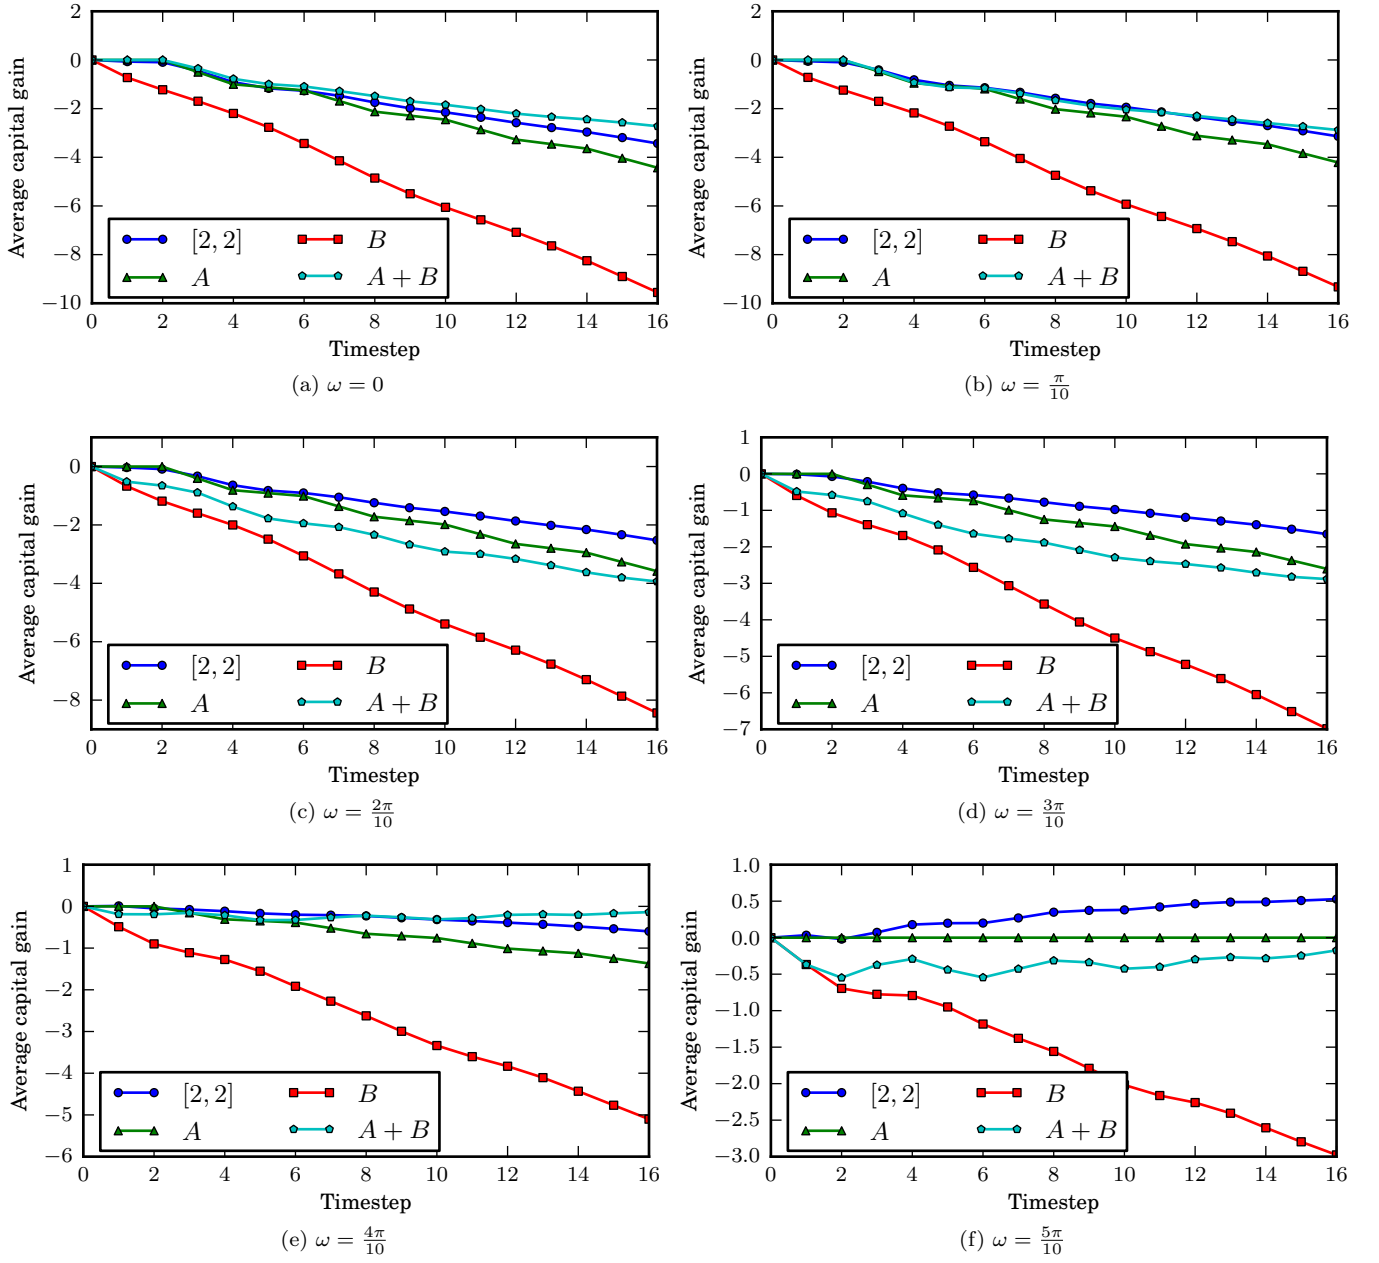 2
0
−2
−4
−6
−8
−10
Average capital gain
[2, 2]
B
A
A + B
0 2 4 6 8 10 12 14 16
Timestep
(a) ω = 0
2
0
−2
−4
−6
−8
−10
Average capital gain
[2, 2]
B
A
A + B
0 2 4 6 8 10 12 14 16
Timestep
(b) ω = π/10
0
−2
−4
−6
−8
Average capital gain
[2, 2]
B
A
A + B
0 2 4 6 8 10 12 14 16
Timestep
(c) ω = 2π/10
1
0
−1
−2
−3
−4
−5
−6
−7
Average capital gain
[2, 2]
B
A
A + B
0 2 4 6 8 10 12 14 16
Timestep
(d) ω = 3π/10
1
0
−1
−2
−3
−4
−5
−6
Average capital gain
[2, 2]
B
A
A + B
0 2 4 6 8 10 12 14 16
Timestep
(e) ω = 4π/10
1.0
0.5
0.0
−0.5
−1.0
−1.5
−2.0
−2.5
−3.0
Average capital gain
[2, 2]
B
A
A + B
0 2 4 6 8 10 12 14 16
Timestep
(f) ω = 5π/10